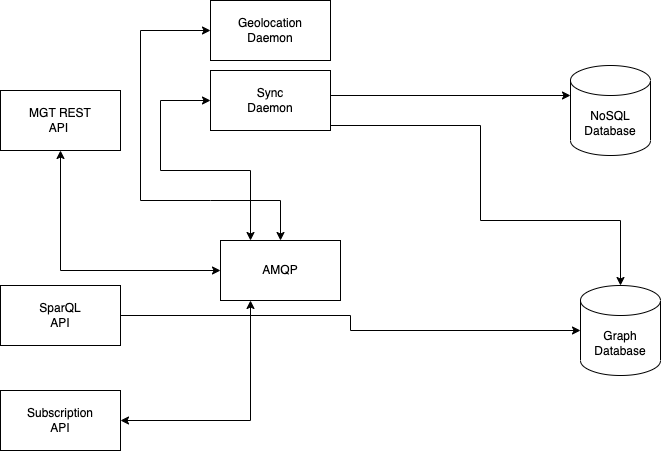 Geolocation
Daemon
Sync
Daemon
MGT REST
API
NoSQL
Database
AMQP
SparQL
API
Graph
Database
Subscription
API